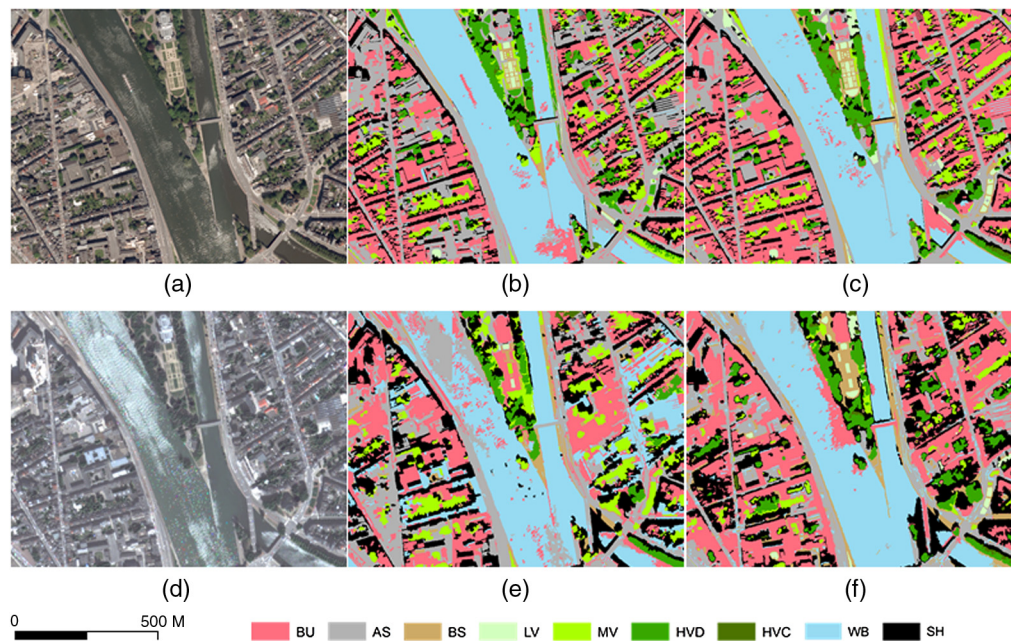 (a) (b) (c)
(d) (e) (f)
0 500 M
BU AS BS LV MV HVD HVC WB SH